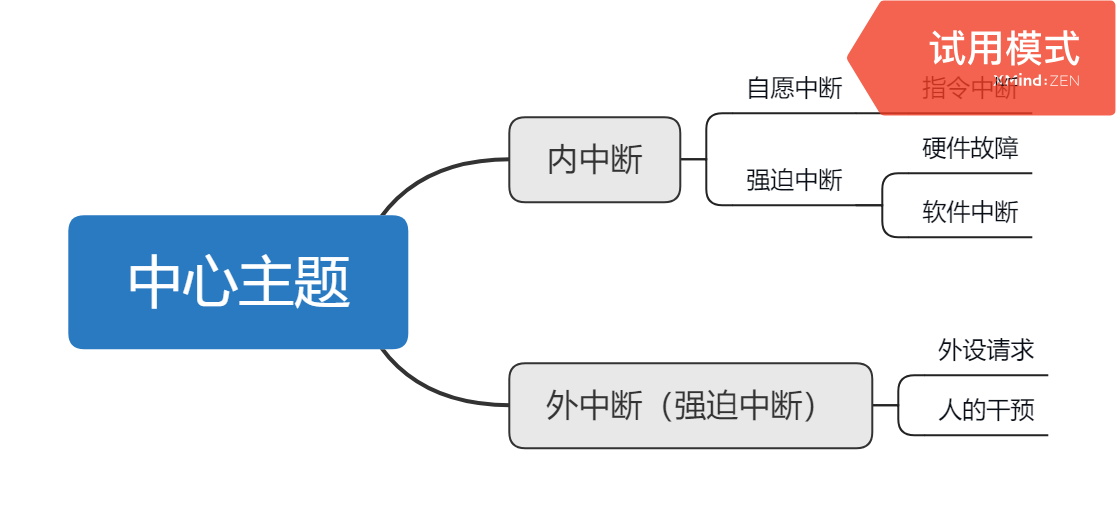 试用模式
XMind:ZEN
自愿中断
指令中断
内中断
硬件故障
强迫中断
软件中断
中心主题
外设请求
外中断（强迫中断）
人的干预